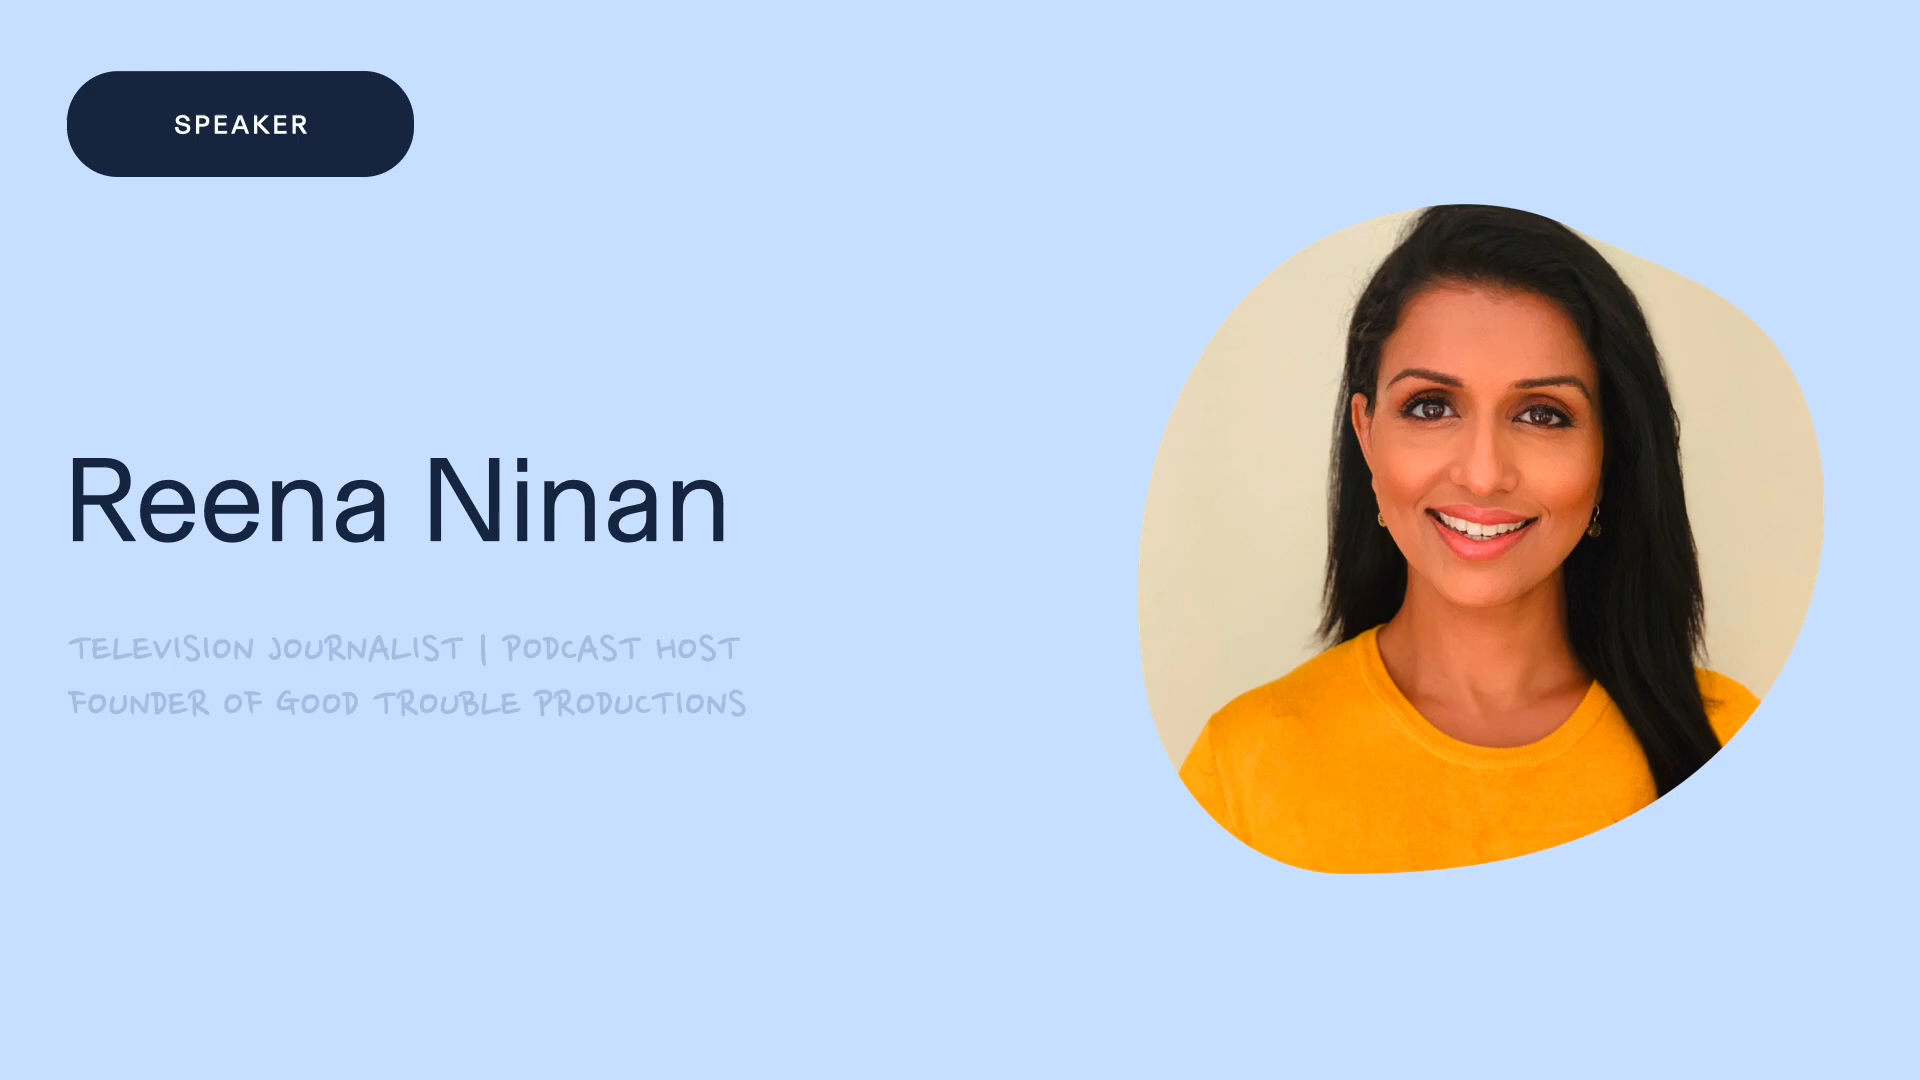 SPEAKER
Reena Ninan
TELEVISION JOURNALIST | PODCAST HOST
FOUNDER OF GOOD TROUBLE PRODUCTIONS